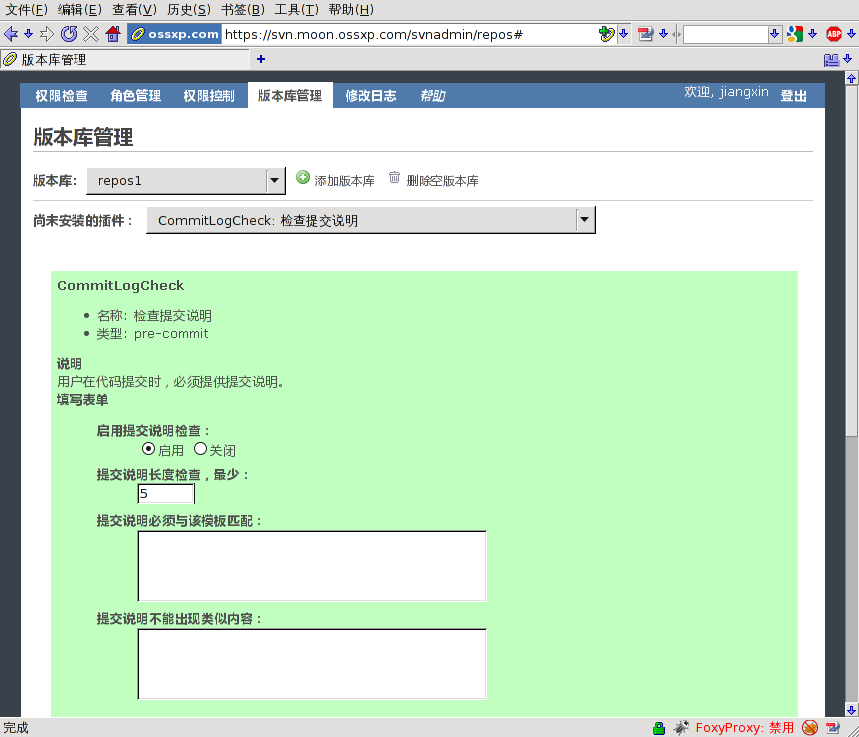 文件(F) 编辑(E) 查看(V) 历史(S) 书签(B) 工具(T) 帮助(H)
ossxp.com https://svn.moon.ossxp.com/svnadmin/repos# ABP
版本库管理
权限检查 角色管理 权限控制 版本库管理 修改日志 帮助 欢迎, jiangxin 登出
版本库管理
版本库: repos1 添加版本库 删除空版本库
尚未安装的插件： CommitLogCheck: 检查提交说明
CommitLogCheck
名称: 检查提交说明
类型: pre-commit
说明
用户在代码提交时，必须提供提交说明。
填写表单
启用提交说明检查：
启用 关闭
提交说明长度检查，最少：
5
提交说明必须与该模板匹配：
提交说明不能出现类似内容：
完成 FoxyProxy: 禁用